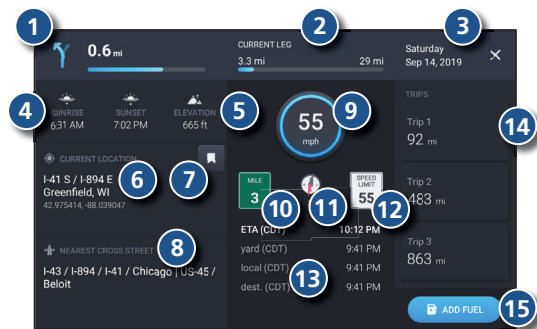 1
2
3
0.6 mi
CURRENT LEG
3.3 mi 29 mi
Saturday
Sep 14, 2019
4
SUNRISE
6:31 AM
SUNSET
7:02 PM
ELEVATION
665 ft
5
55
mph
9
TRIPS
Trip 1
92 mi
14
CURRENT LOCATION
I-41 S / I-894 E
Greenfield, WI
42.975414, -88.039047
6
7
MILE
3
10
11
SPEED
LIMIT
55
12
Trip 2
483 mi
NEAREST CROSS STREET
8
I-43 / I-894 / I-41 / Chicago | US-45 /
Beloit
ETA (CDT) 10:12 PM
yard (CDT) 9:41 PM
local (CDT) 9:41 PM
dest. (CDT) 9:41 PM
13
Trip 3
863 mi
ADD FUEL
15